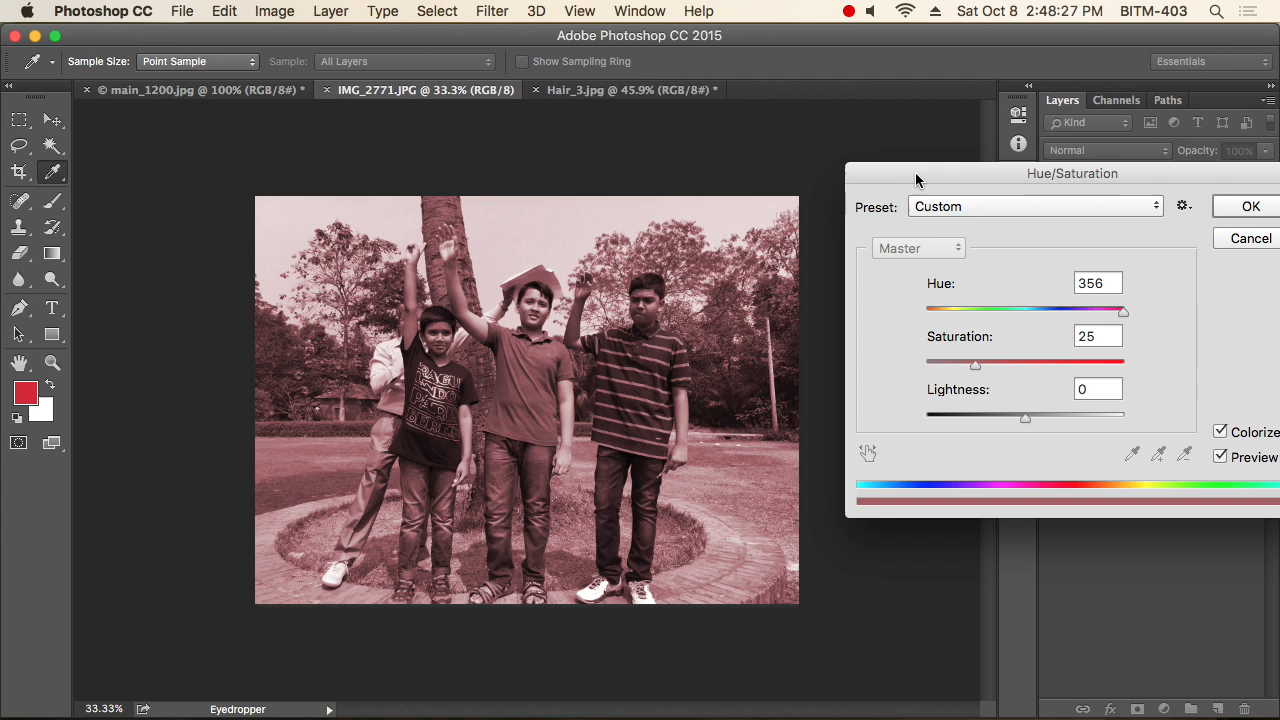 Photoshop CC File Edit Image Layer Type Select Filter 3D View Window Help Sat Oct 8 2:48:27 PM BITM-403
Adobe Photoshop CC 2015
Sample Size: Point Sample Sample: All Layers Show Sampling Ring Essentials
× © main_1200.jpg @ 100% (RGB/8#) * × IMG_2771.JPG @ 33.3% (RGB/8) × Hair_3.jpg @ 45.9% (RGB/8#) *
Layers Channels Paths
Kind
Normal Opacity: 100%
Hue/Saturation
Preset: Custom OK
Cancel
Master
Hue: 356
Saturation: 25
Lightness: 0
Colorize
Preview
33.33% Eyedropper